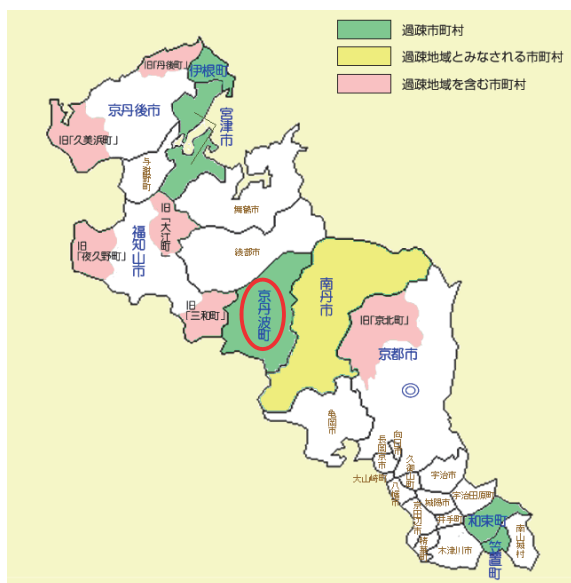 過疎市町村
過疎地域とみなされる市町村
過疎地域を含む市町村
旧「丹後町」
伊根町
京丹後市
宮津市
旧「久美浜町」
与謝野町
舞鶴市
旧「大江町」
福知山市
旧「夜久野町」
綾部市
旧「三和町」
京丹波町
南丹市
旧「京北町」
京都市
亀岡市
向日市
長岡京市
大山崎町
久御山町
宇治市
八幡市
城陽市
宇治田原町
京田辺市
井手町
和束町
精華町
木津川市
笠置町
南山城村